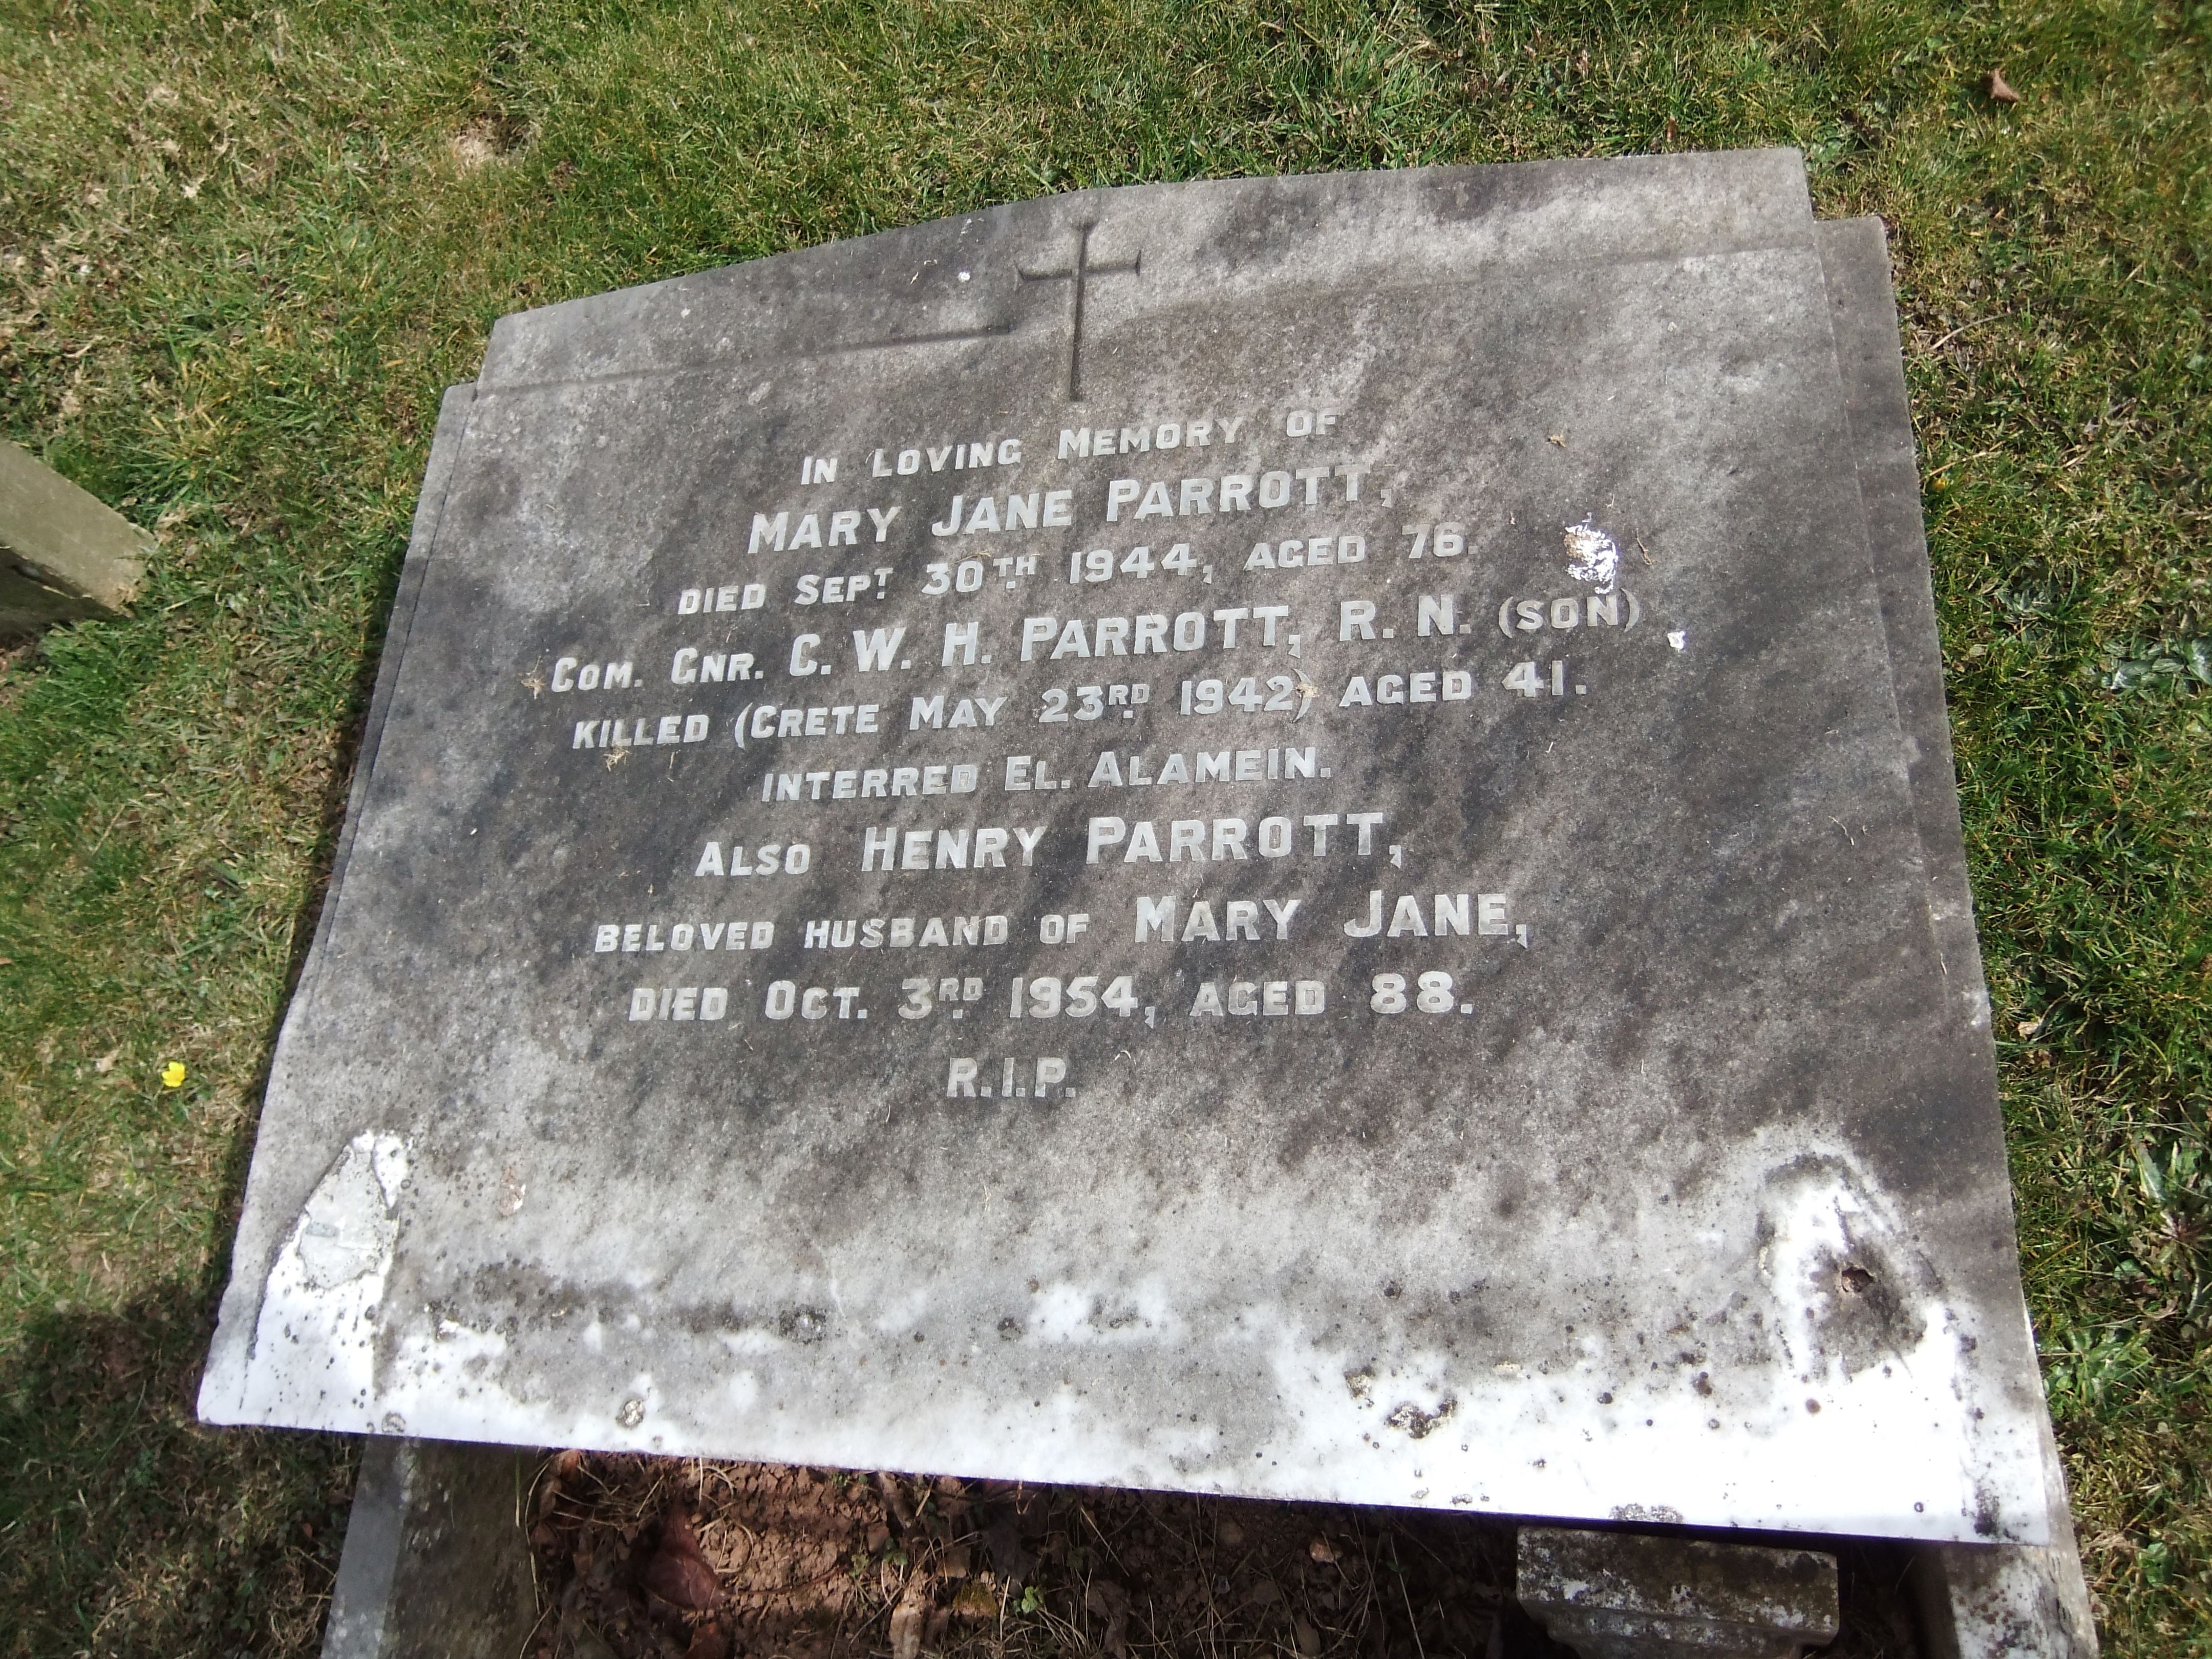 IN LOVING MEMORY OF
MARY JANE PARROTT,
DIED SEPT. 30TH. 1944, AGED 76.
COM. GNR. C. W. H. PARROTT, R. N. (SON)
KILLED (CRETE MAY 23RD. 1942) AGED 41.
INTERRED EL. ALAMEIN.
ALSO HENRY PARROTT,
BELOVED HUSBAND OF MARY JANE,
DIED OCT. 3RD. 1954, AGED 88.
R.I.P.